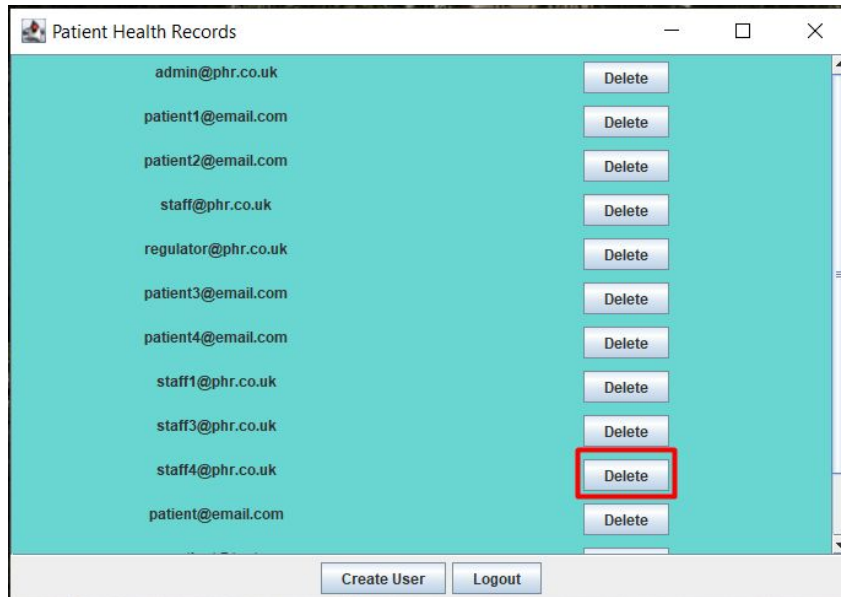 Patient Health Records
admin@phr.co.uk Delete
patient1@email.com Delete
patient2@email.com Delete
staff@phr.co.uk Delete
regulator@phr.co.uk Delete
patient3@email.com Delete
patient4@email.com Delete
staff1@phr.co.uk Delete
staff3@phr.co.uk Delete
staff4@phr.co.uk Delete
patient@email.com Delete
Create User Logout